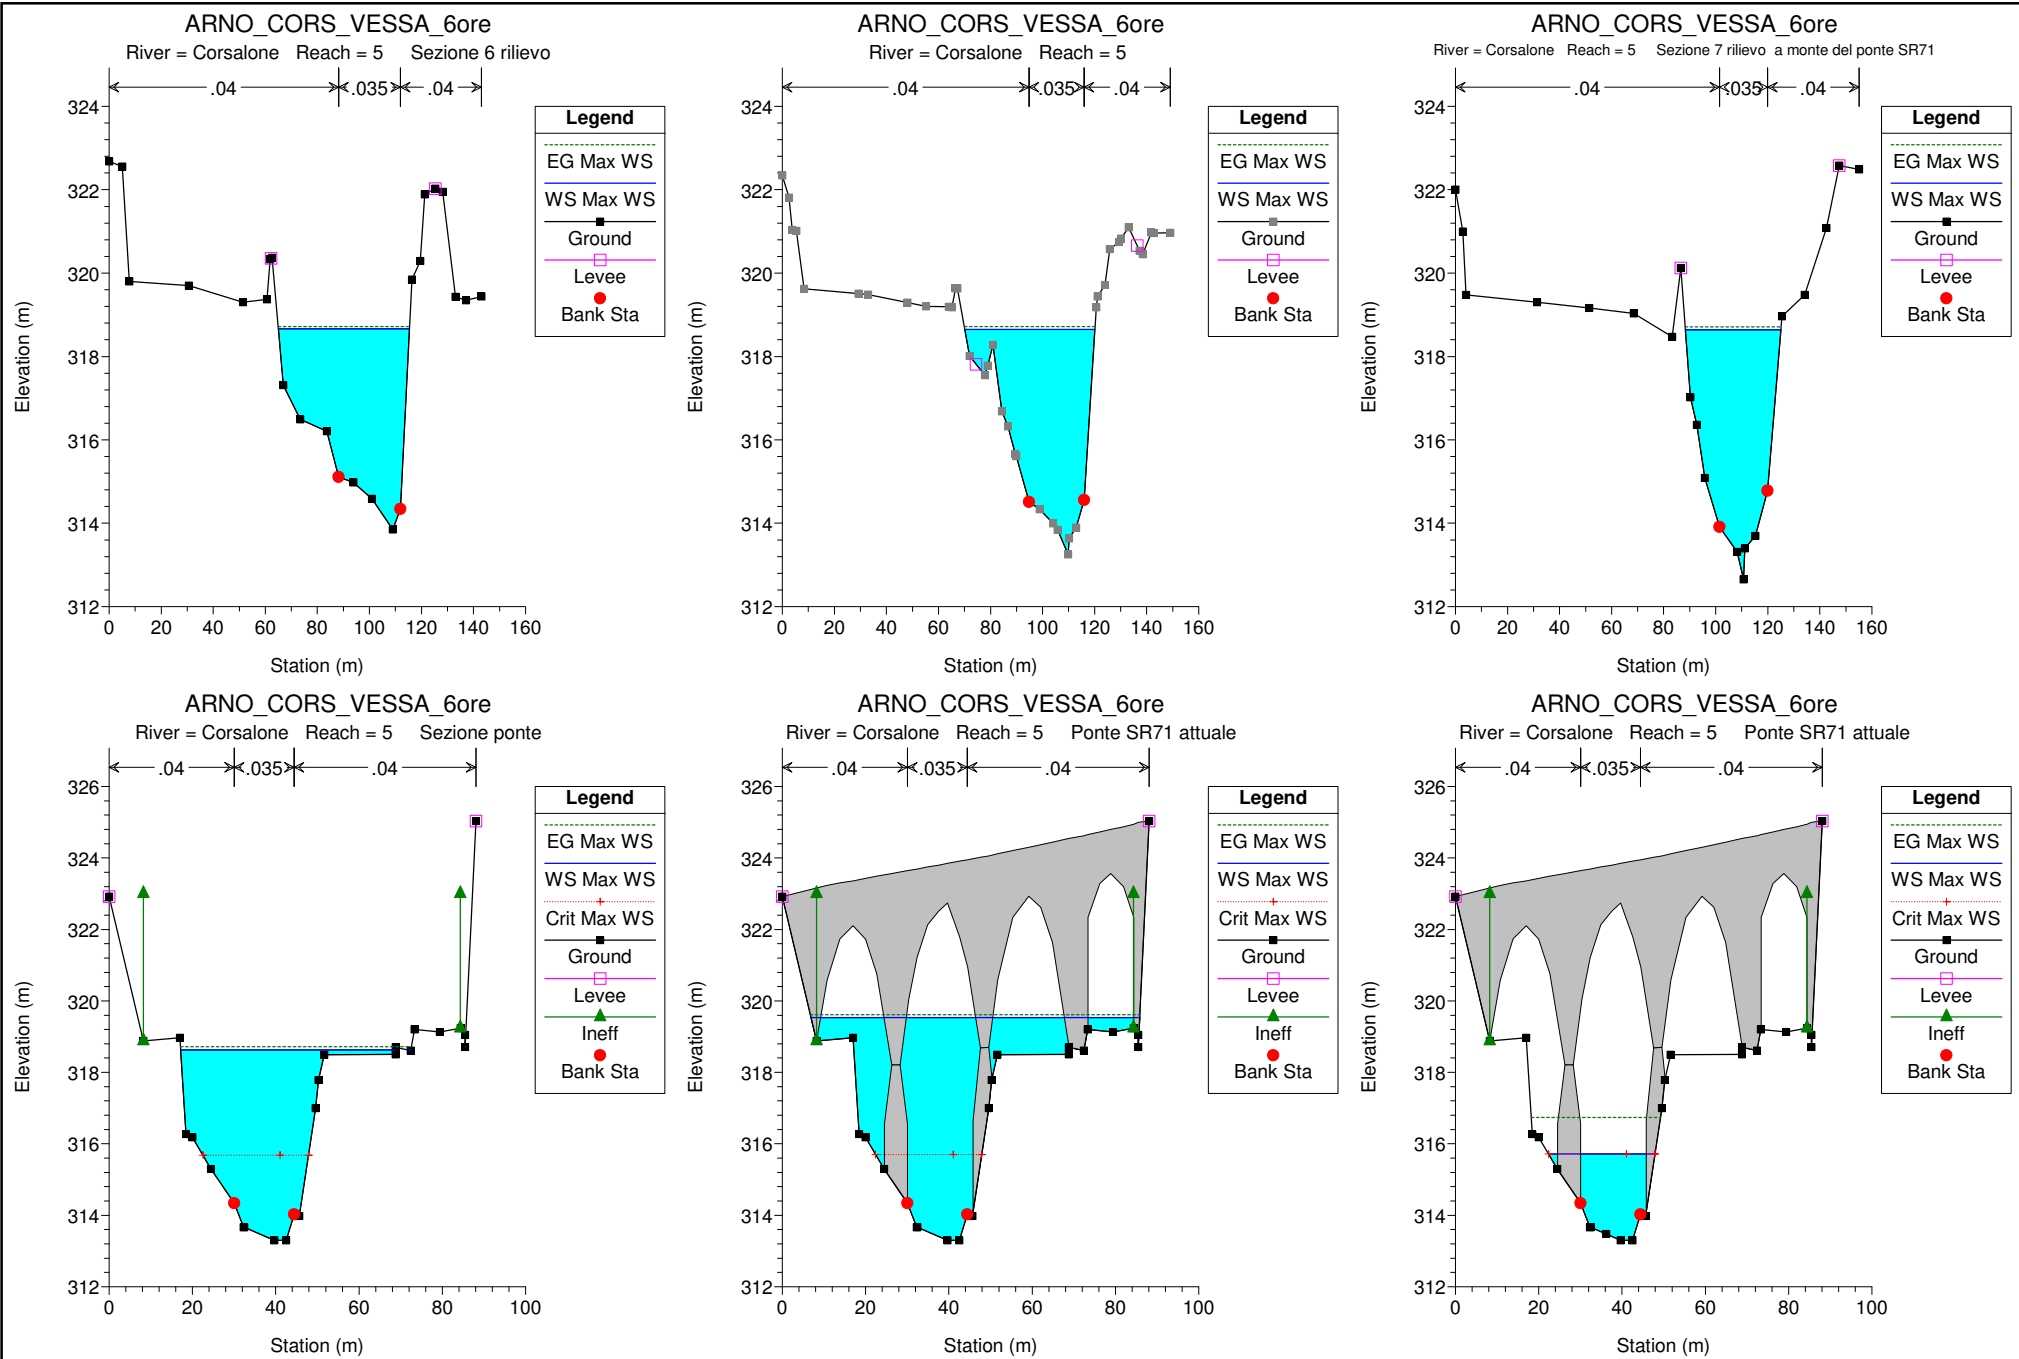 ARNO_CORS_VESSA_6ore
River = Corsalone Reach = 5 Sezione 6 rilievo
.04 .035 .04
324
322
320
318
316
314
312
Elevation (m)
0 20 40 60 80 100 120 140 160
Station (m)
Legend
EG Max WS
WS Max WS
Ground
Levee
Bank Sta
ARNO_CORS_VESSA_6ore
River = Corsalone Reach = 5
.04 .035 .04
324
322
320
318
316
314
312
Elevation (m)
0 20 40 60 80 100 120 140 160
Station (m)
Legend
EG Max WS
WS Max WS
Ground
Levee
Bank Sta
ARNO_CORS_VESSA_6ore
River = Corsalone Reach = 5 Sezione 7 rilievo a monte del ponte SR71
.04 .035 .04
324
322
320
318
316
314
312
Elevation (m)
0 20 40 60 80 100 120 140 160
Station (m)
Legend
EG Max WS
WS Max WS
Ground
Levee
Bank Sta
ARNO_CORS_VESSA_6ore
River = Corsalone Reach = 5 Sezione ponte
.04 .035 .04
326
324
322
320
318
316
314
312
Elevation (m)
0 20 40 60 80 100
Station (m)
Legend
EG Max WS
WS Max WS
Crit Max WS
Ground
Levee
Ineff
Bank Sta
ARNO_CORS_VESSA_6ore
River = Corsalone Reach = 5 Ponte SR71 attuale
.04 .035 .04
326
324
322
320
318
316
314
312
Elevation (m)
0 20 40 60 80 100
Station (m)
Legend
EG Max WS
WS Max WS
Crit Max WS
Ground
Levee
Ineff
Bank Sta
ARNO_CORS_VESSA_6ore
River = Corsalone Reach = 5 Ponte SR71 attuale
.04 .035 .04
326
324
322
320
318
316
314
312
Elevation (m)
0 20 40 60 80 100
Station (m)
Legend
EG Max WS
WS Max WS
Crit Max WS
Ground
Levee
Ineff
Bank Sta